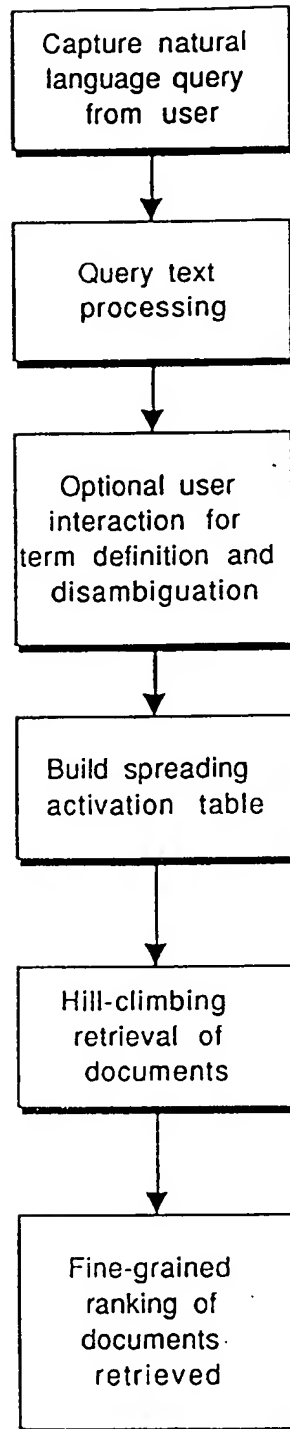 Capture natural
language query
from user
Query text
processing
Optional user
interaction for
term definition and
disambiguation
Build spreading
activation table
Hill-climbing
retrieval of
documents
Fine-grained
ranking of
documents
retrieved